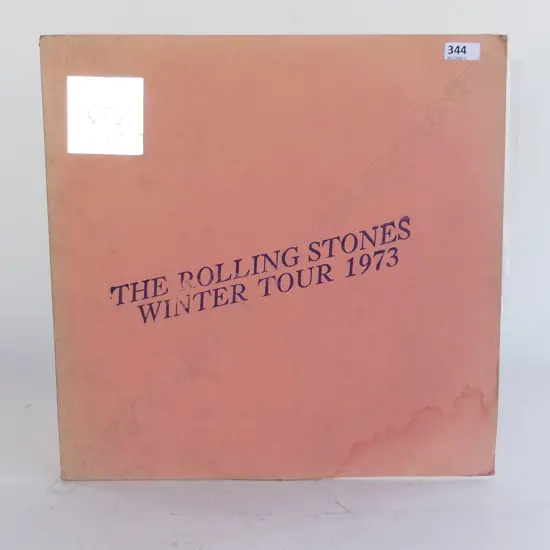 344
THE ROLLING STONES
WINTER TOUR 1973